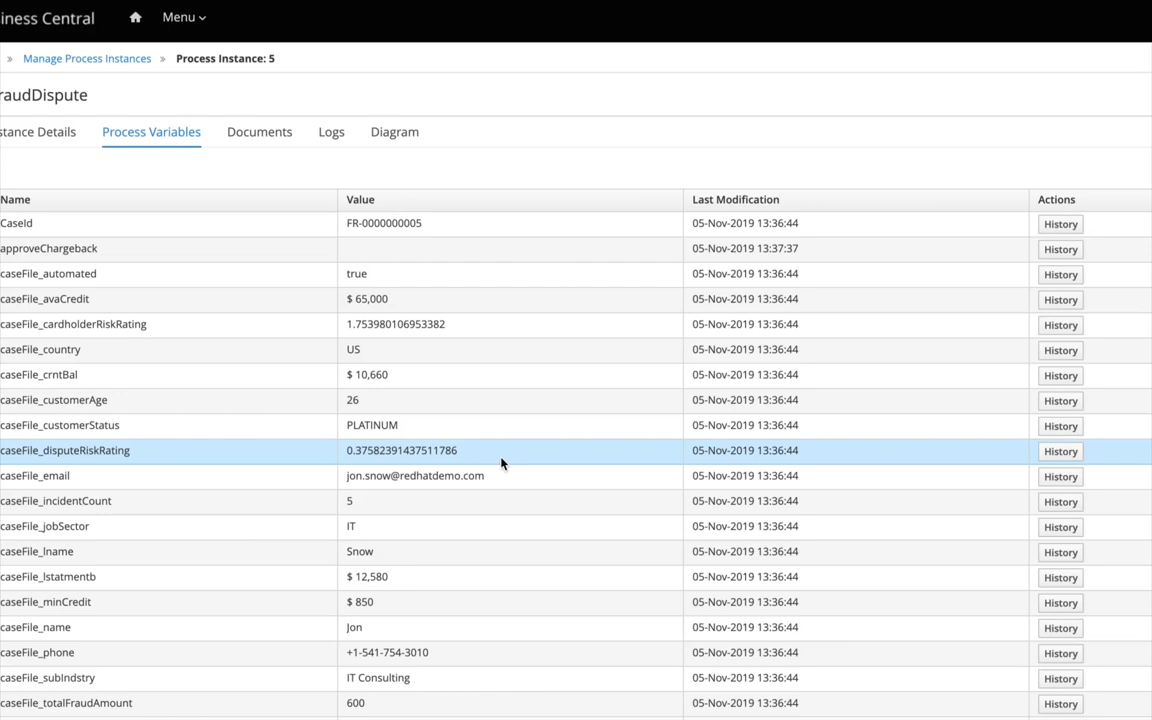 iness Central Menu
» Manage Process Instances » Process Instance: 5
raudDispute
stance Details Process Variables Documents Logs Diagram
Name Value Last Modification Actions
CaseId FR-0000000005 05-Nov-2019 13:36:44 History
approveChargeback 05-Nov-2019 13:37:37 History
caseFile_automated true 05-Nov-2019 13:36:44 History
caseFile_avaCredit $ 65,000 05-Nov-2019 13:36:44 History
caseFile_cardholderRiskRating 1.753980106953382 05-Nov-2019 13:36:44 History
caseFile_country US 05-Nov-2019 13:36:44 History
caseFile_crntBal $ 10,660 05-Nov-2019 13:36:44 History
caseFile_customerAge 26 05-Nov-2019 13:36:44 History
caseFile_customerStatus PLATINUM 05-Nov-2019 13:36:44 History
caseFile_disputeRiskRating 0.37582391437511786 05-Nov-2019 13:36:44 History
caseFile_email jon.snow@redhatdemo.com 05-Nov-2019 13:36:44 History
caseFile_incidentCount 5 05-Nov-2019 13:36:44 History
caseFile_jobSector IT 05-Nov-2019 13:36:44 History
caseFile_lname Snow 05-Nov-2019 13:36:44 History
caseFile_lstatmentb $ 12,580 05-Nov-2019 13:36:44 History
caseFile_minCredit $ 850 05-Nov-2019 13:36:44 History
caseFile_name Jon 05-Nov-2019 13:36:44 History
caseFile_phone +1-541-754-3010 05-Nov-2019 13:36:44 History
caseFile_subIndstry IT Consulting 05-Nov-2019 13:36:44 History
caseFile_totalFraudAmount 600 05-Nov-2019 13:36:44 History